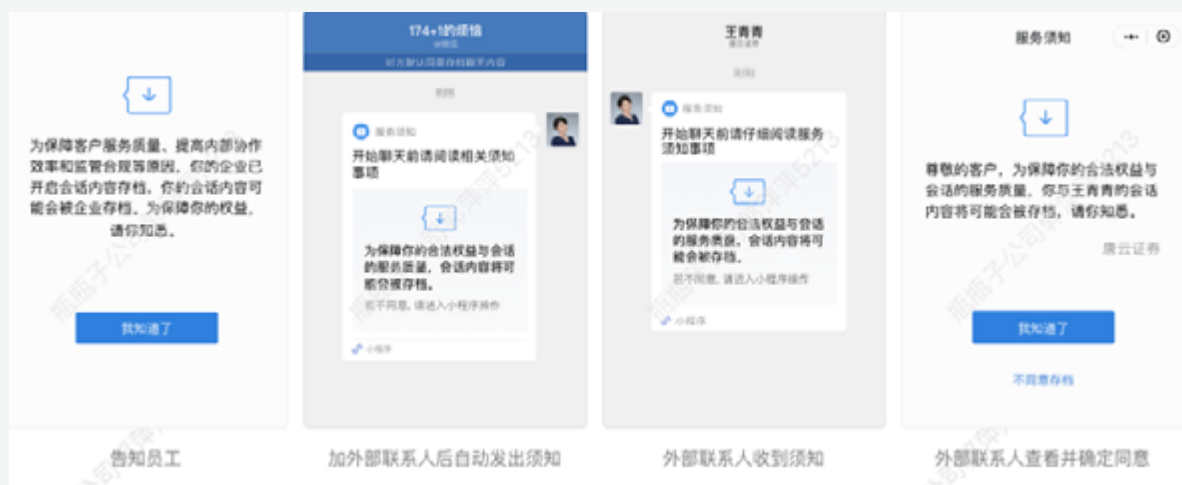 为保障客户服务质量、提高内部协作
效率和监管合规等原因，你的企业已
开启会话内容存档，你的会话内容可
能会被企业存档。为保障你的权益，
请你知悉。
我知道了
告知员工
174+1的烦恼
@微信
对方默认同意存档聊天内容
刚刚
服务须知
开始聊天前请阅读相关须知
事项
为保障你的合法权益与会话
的服务质量，会话内容将可
能会被存档。
若不同意，请进入小程序操作
小程序
加外部联系人后自动发出须知
王青青
唐云证券
刚刚
服务须知
开始聊天前请仔细阅读服务
须知事项
为保障你的合法权益与会话
的服务质量，会话内容将可
能会被存档。
若不同意，请进入小程序操作
小程序
外部联系人收到须知
服务须知
尊敬的客户，为保障你的合法权益与
会话的服务质量，你与王青青的会话
内容将可能会被存档，请你知悉。
唐云证券
我知道了
不同意存档
外部联系人查看并确定同意